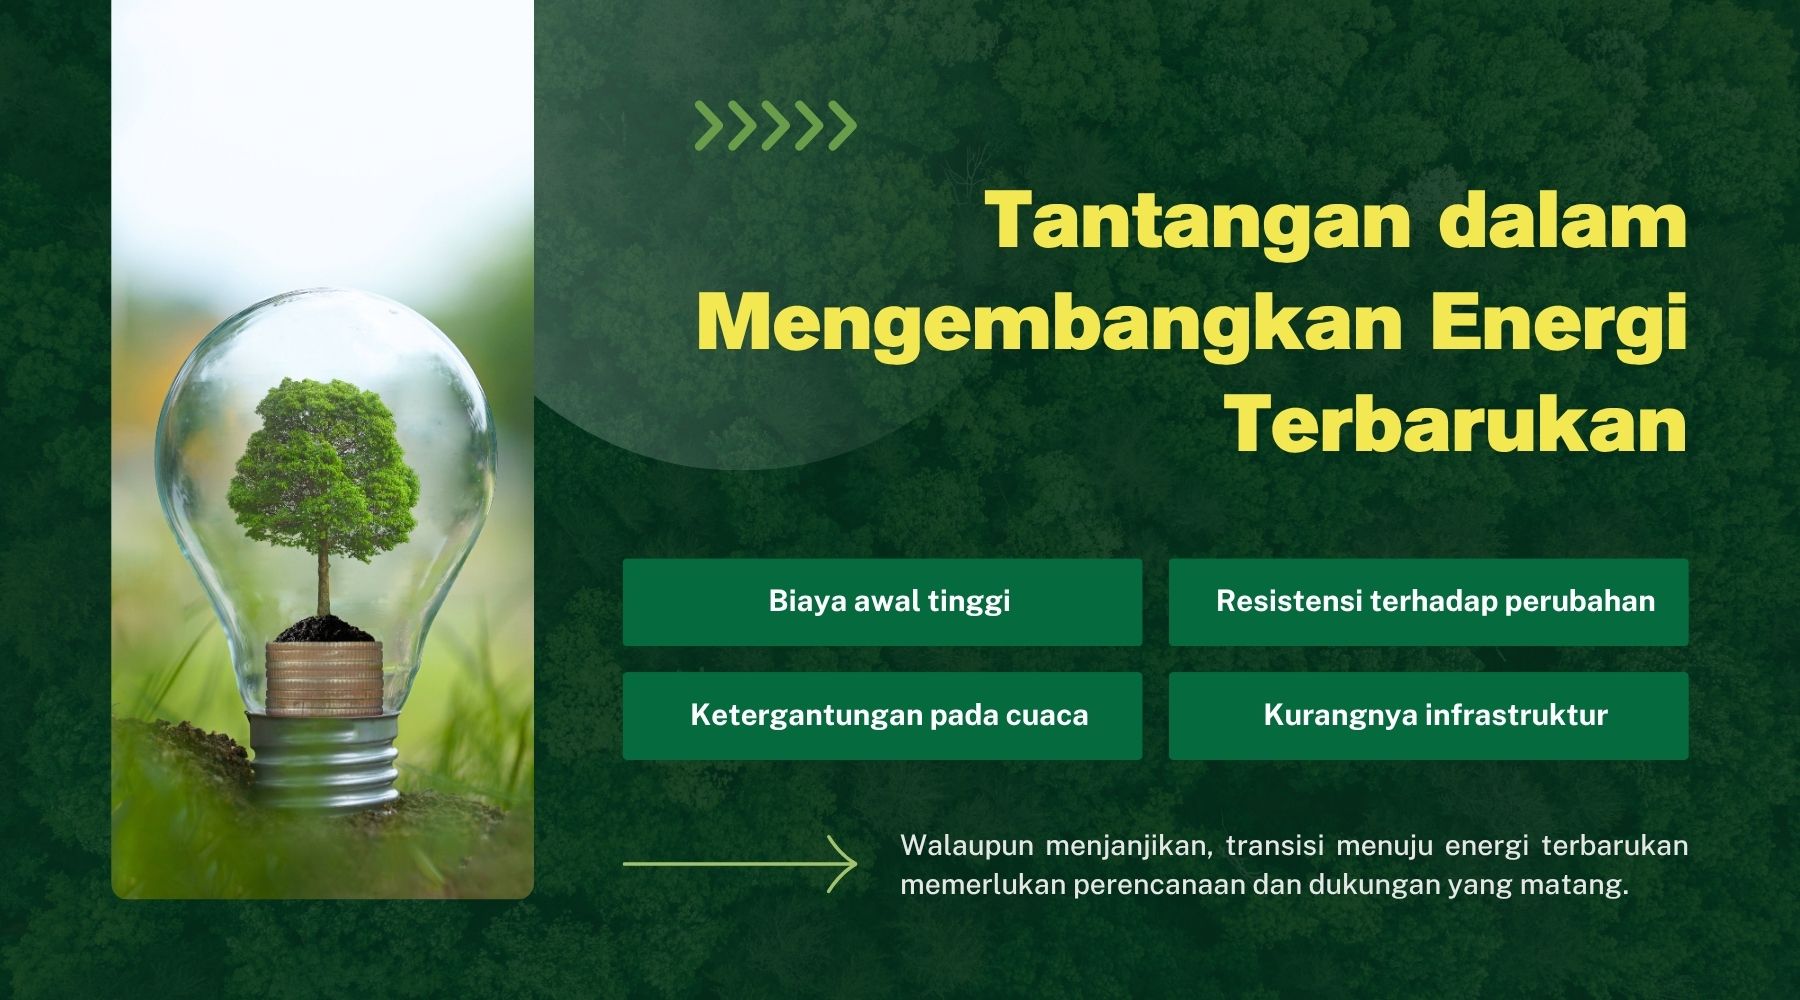 Tantangan dalam
Mengembangkan Energi
Terbarukan
Biaya awal tinggi
Resistensi terhadap perubahan
Ketergantungan pada cuaca
Kurangnya infrastruktur
Walaupun menjanjikan, transisi menuju energi terbarukan
memerlukan perencanaan dan dukungan yang matang.